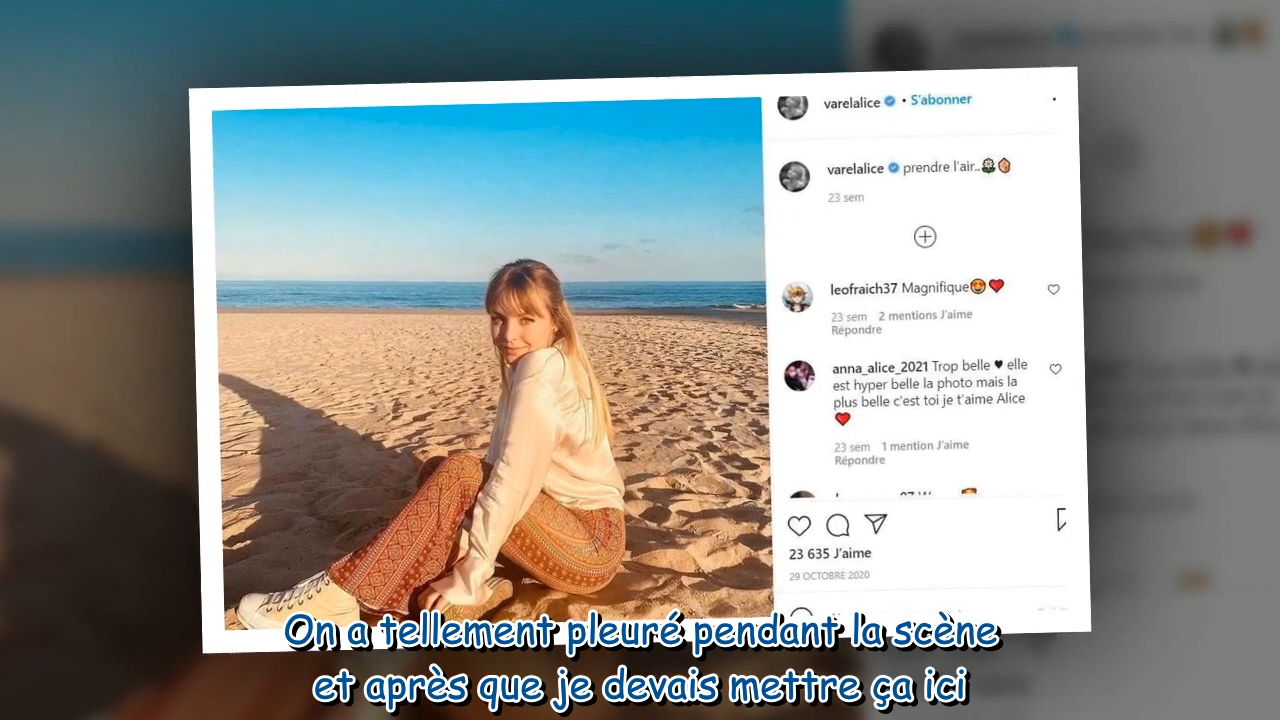 varelalice • S'abonner
varelalice prendre l'air..
23 sem
leofraich37 Magnifique
23 sem 2 mentions J'aime
Répondre
anna_alice_2021 Trop belle ♥ elle
est hyper belle la photo mais la
plus belle c'est toi je t'aime Alice
23 sem 1 mention J'aime
Répondre
23 635 J'aime
29 OCTOBRE 2020
On a tellement pleuré pendant la scène
et après que je devais mettre ça ici